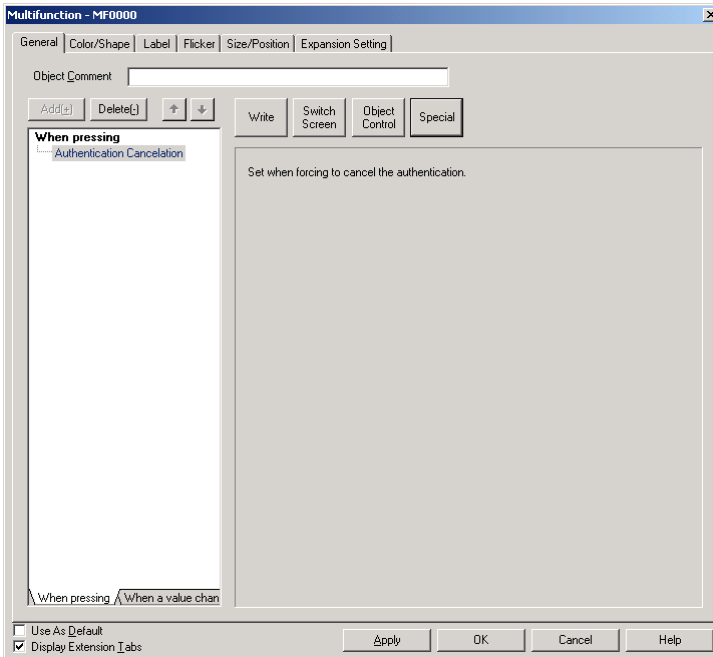 Multifunction - MF0000
General Color/Shape Label Flicker Size/Position Expansion Setting
Object Comment
Add(+) Delete(-)
Write Switch Screen Object Control Special
When pressing
Authentication Cancelation
Set when forcing to cancel the authentication.
When pressing When a value chan
Use As Default
Display Extension Tabs
Apply OK Cancel Help